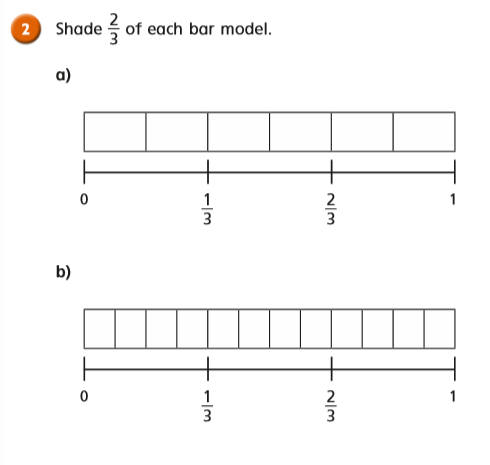 2 Shade 2/3 of each bar model.
a)
0 1/3 2/3 1
b)
0 1/3 2/3 1